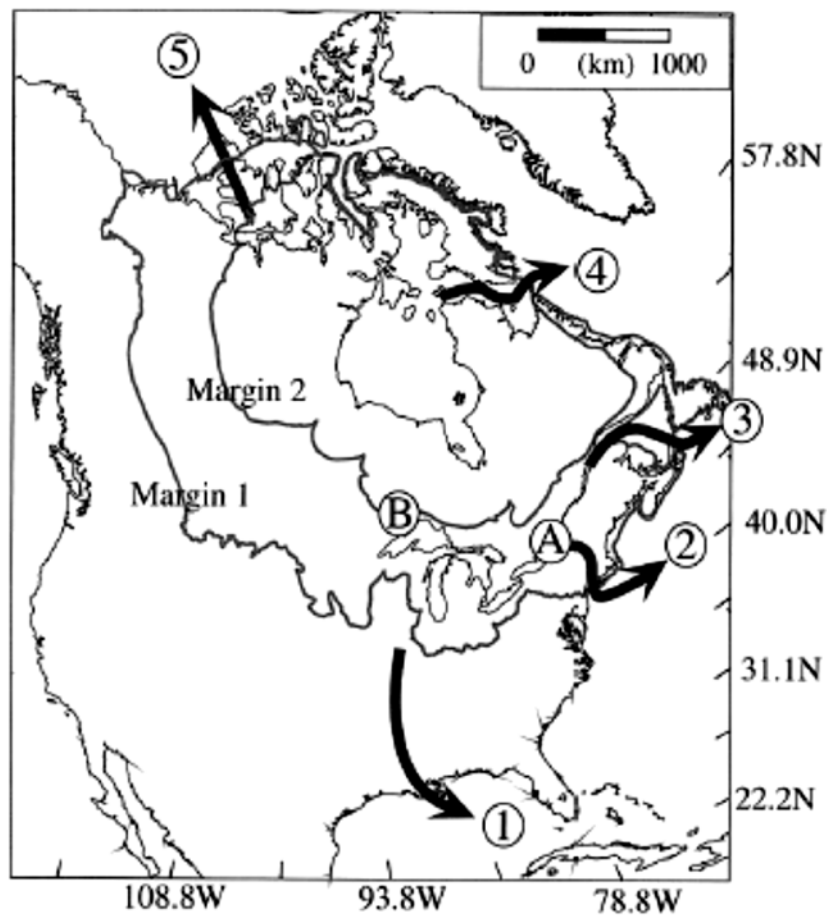 0 (km) 1000
⑤
57.8N
④
48.9N
Margin 2
③
Margin 1
B
40.0N
A
②
31.1N
22.2N
①
108.8W 93.8W 78.8W